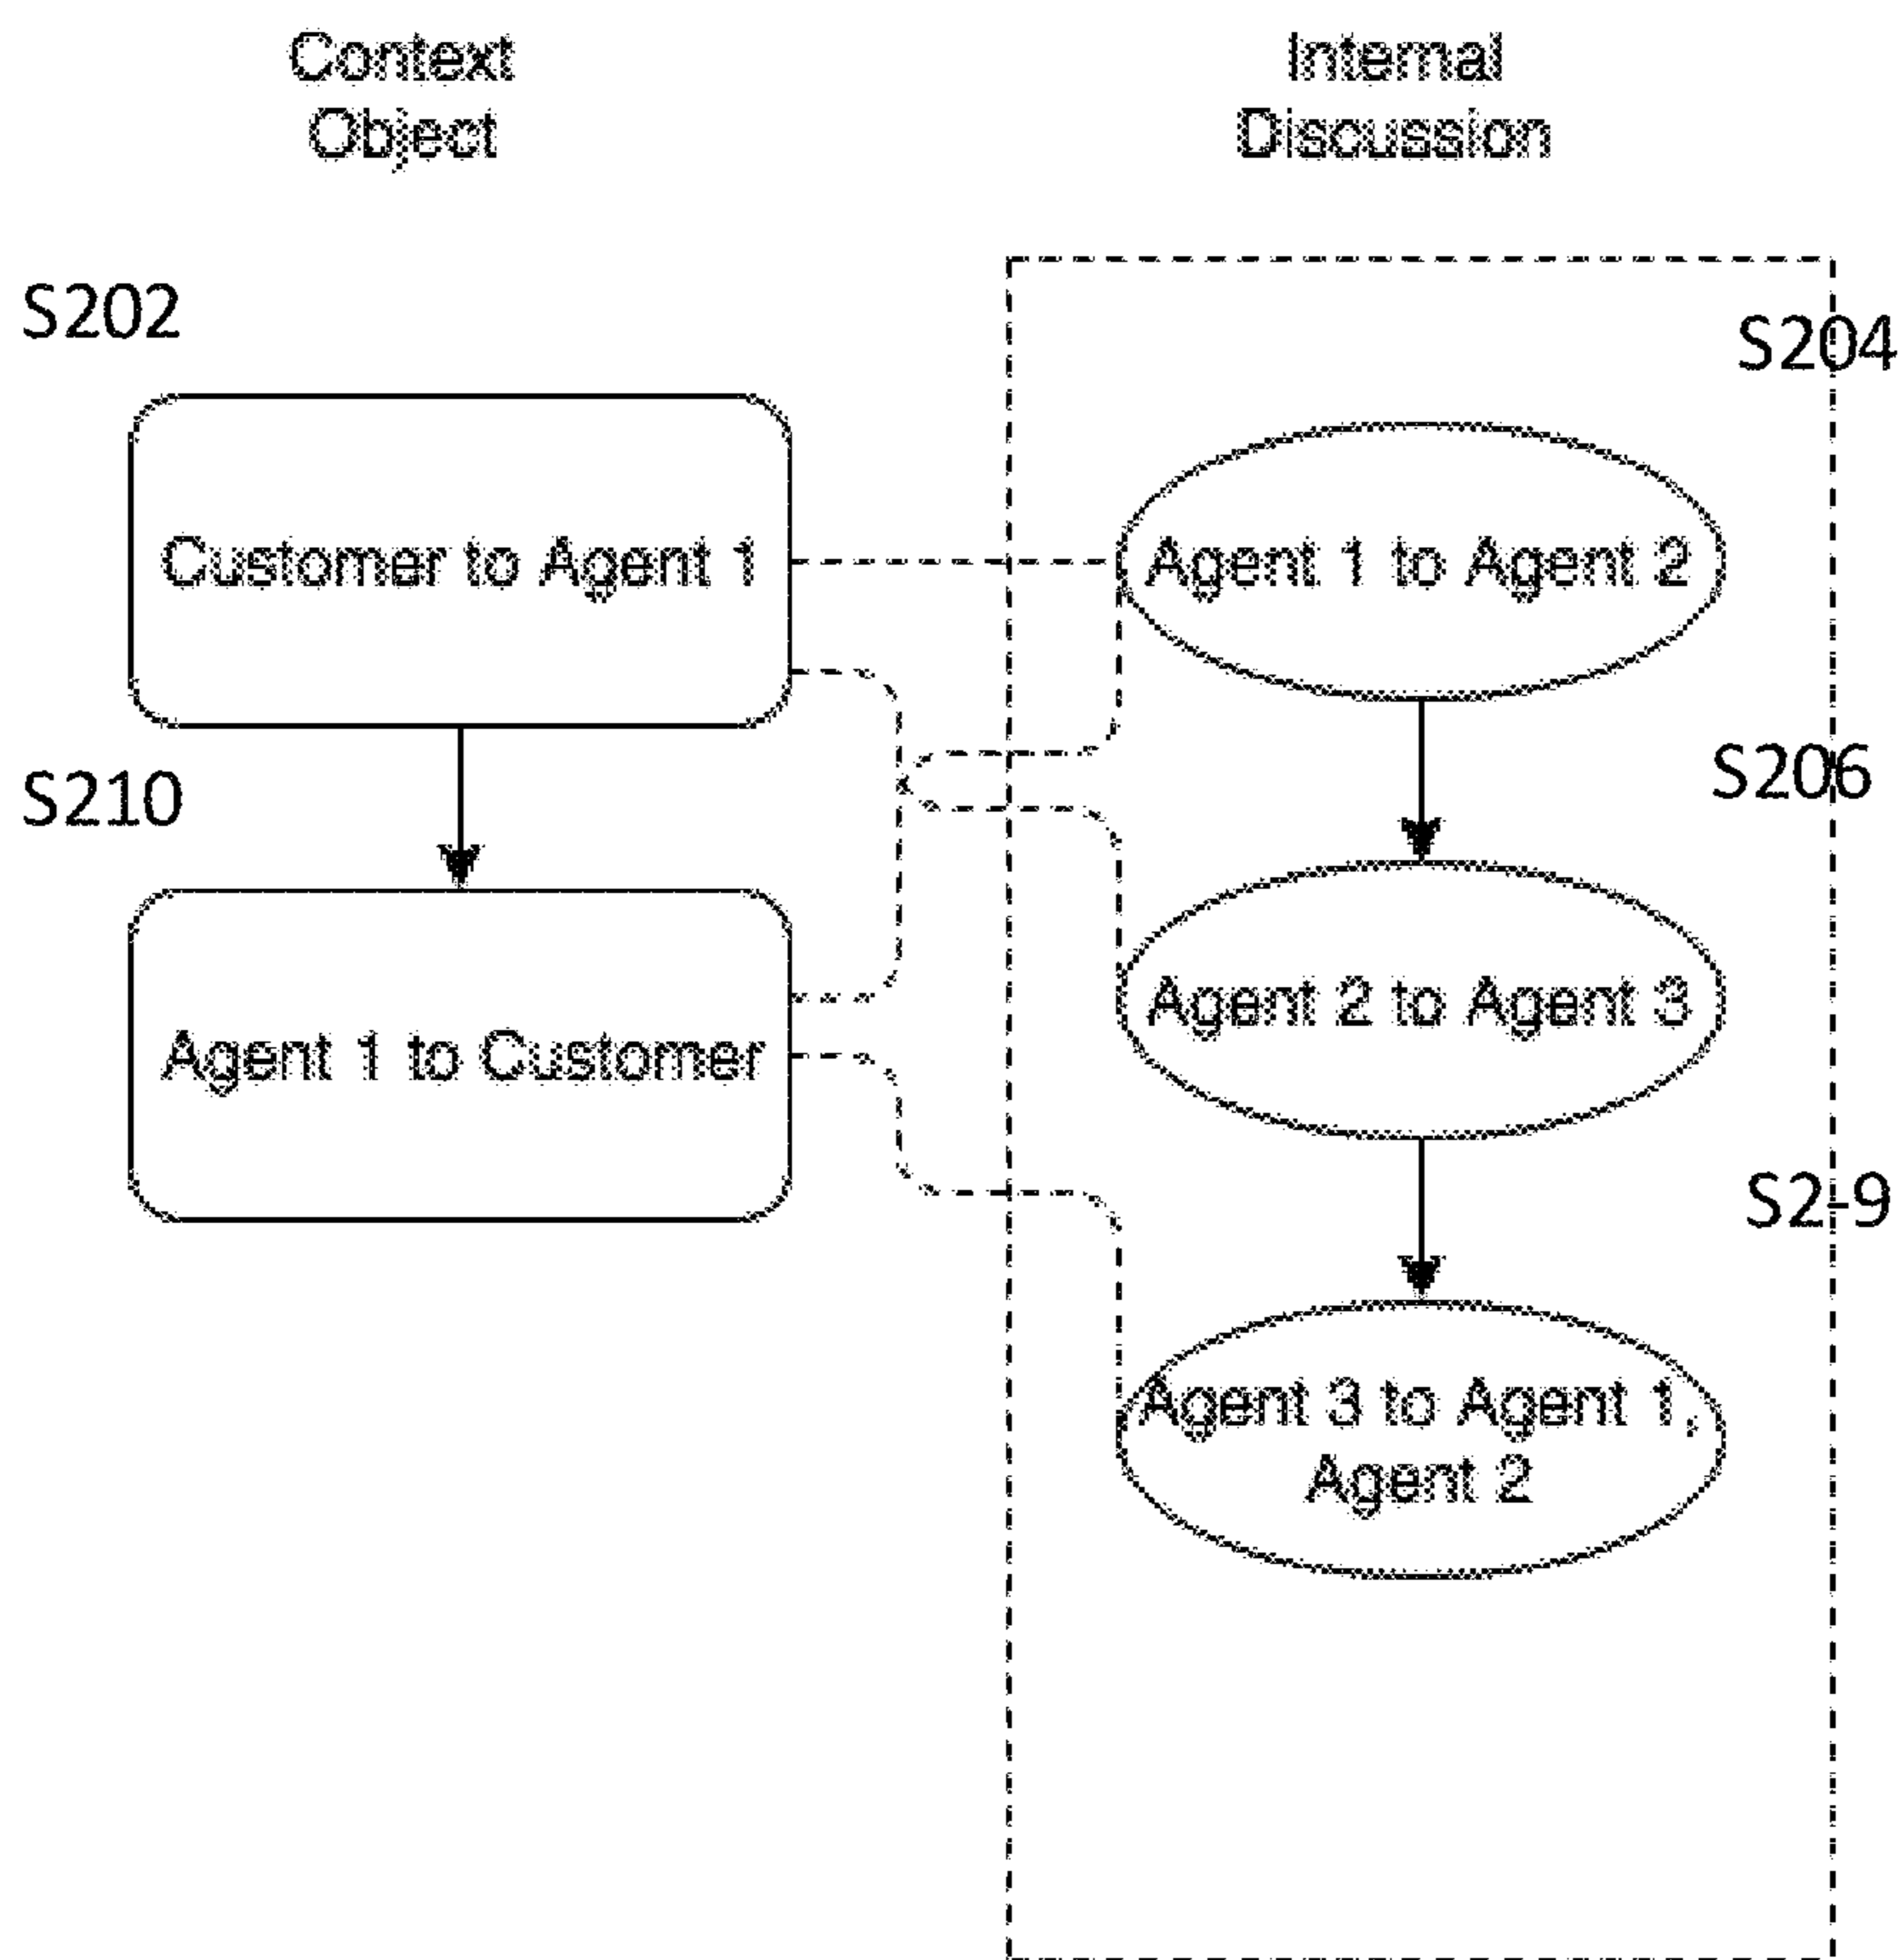 Context
Object
Internal
Discussion
S202
S204
Customer to Agent 1
Agent 1 to Agent 2
S210
S206
Agent 2 to Agent 3
Agent 1 to Customer
S2-9
Agent 3 to Agent 1,
Agent 2